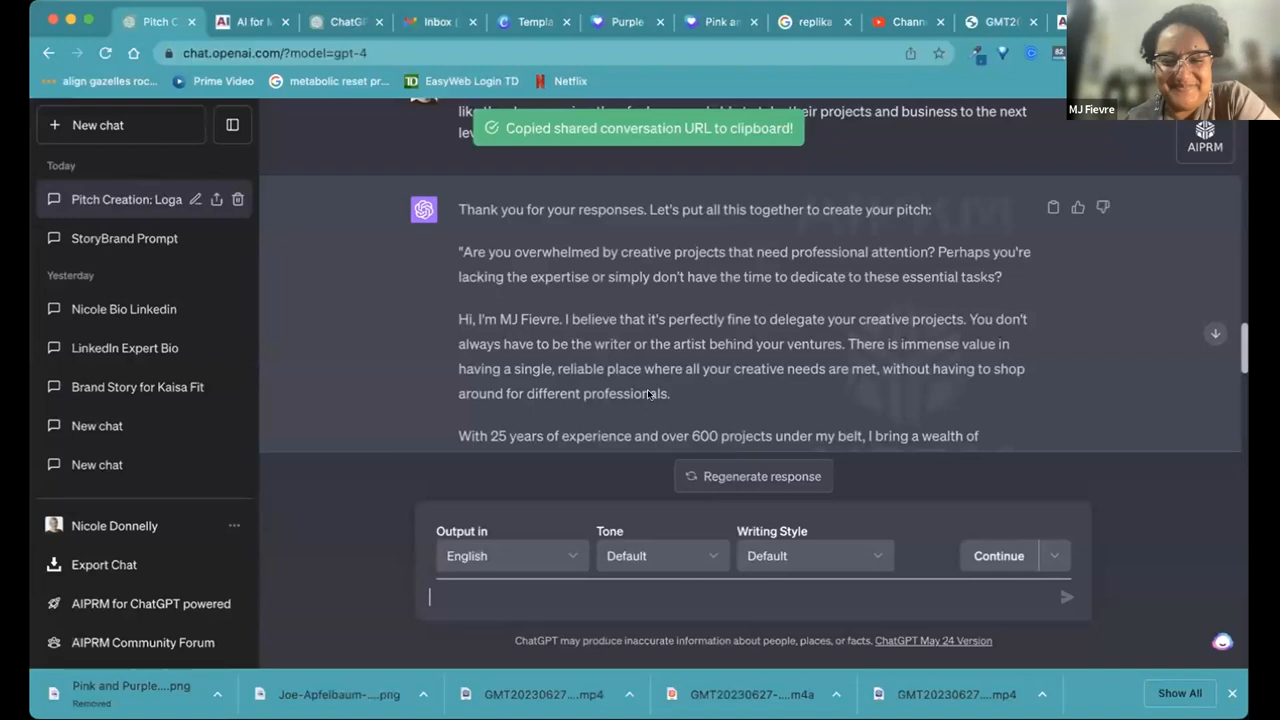 Pitch C
AI for M
ChatGP
Inbox (
Templa
Purple
Pink an
replika
Chann
GMT20
chat.openai.com/?model=gpt-4
align gazelles roc...
Prime Video
metabolic reset pr...
EasyWeb Login TD
Netflix
MJ Fievre
New chat
Today
Pitch Creation: Loga
StoryBrand Prompt
Yesterday
Nicole Bio Linkedin
LinkedIn Expert Bio
Brand Story for Kaisa Fit
New chat
New chat
Nicole Donnelly
Export Chat
AIPRM for ChatGPT powered
AIPRM Community Forum
their projects and business to the next
Copied shared conversation URL to clipboard!
AIPRM
Thank you for your responses. Let's put all this together to create your pitch:
"Are you overwhelmed by creative projects that need professional attention? Perhaps you're
lacking the expertise or simply don't have the time to dedicate to these essential tasks?
Hi, I'm MJ Fievre. I believe that it's perfectly fine to delegate your creative projects. You don't
always have to be the writer or the artist behind your ventures. There is immense value in
having a single, reliable place where all your creative needs are met, without having to shop
around for different professionals.
With 25 years of experience and over 600 projects under my belt, I bring a wealth of
Regenerate response
Output in
Tone
Writing Style
English
Default
Default
Continue
ChatGPT may produce inaccurate information about people, places, or facts. ChatGPT May 24 Version
Pink and Purple....png
Removed
Joe-Apfelbaum-....png
GMT20230627....mp4
GMT20230627-....m4a
GMT20230627....mp4
Show All